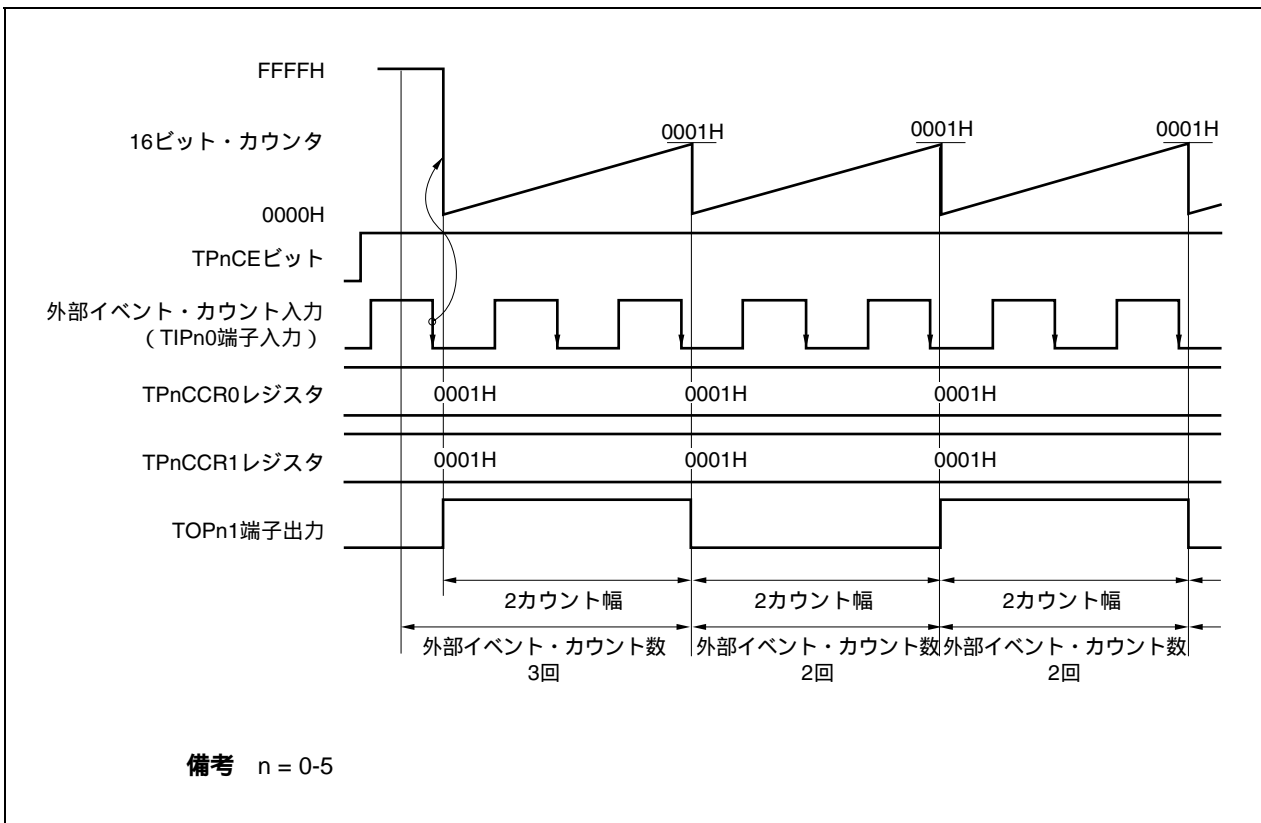 FFFFH
16ビット・カウンタ
0001H 0001H 0001H
0000H
TPnCEビット
外部イベント・カウント入力
（TIPn0端子入力）
TPnCCR0レジスタ
0001H 0001H 0001H
TPnCCR1レジスタ
0001H 0001H 0001H
TOPn1端子出力
2カウント幅 2カウント幅 2カウント幅
外部イベント・カウント数 外部イベント・カウント数 外部イベント・カウント数
3回 2回 2回
備考 n = 0-5